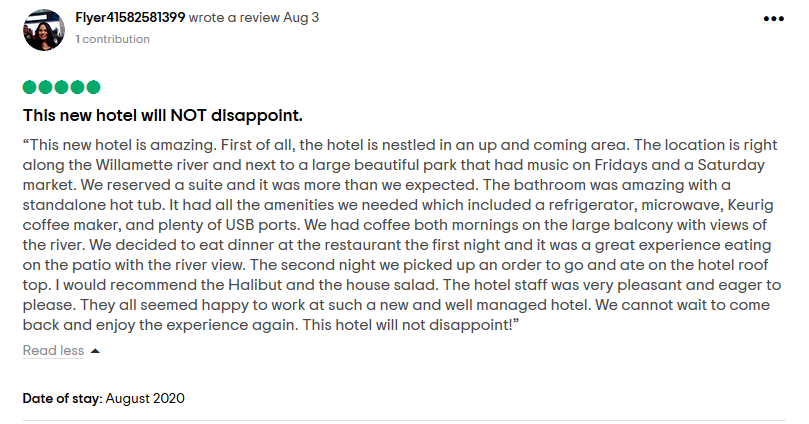 Flyer41582581399 wrote a review Aug 3
1 contribution
This new hotel will NOT disappoint.
“This new hotel is amazing. First of all, the hotel is nestled in an up and coming area. The location is right
along the Willamette river and next to a large beautiful park that had music on Fridays and a Saturday
market. We reserved a suite and it was more than we expected. The bathroom was amazing with a
standalone hot tub. It had all the amenities we needed which included a refrigerator, microwave, Keurig
coffee maker, and plenty of USB ports. We had coffee both mornings on the large balcony with views of
the river. We decided to eat dinner at the restaurant the first night and it was a great experience eating
on the patio with the river view. The second night we picked up an order to go and ate on the hotel roof
top. I would recommend the Halibut and the house salad. The hotel staff was very pleasant and eager to
please. They all seemed happy to work at such a new and well managed hotel. We cannot wait to come
back and enjoy the experience again. This hotel will not disappoint!”
Read less
Date of stay: August 2020